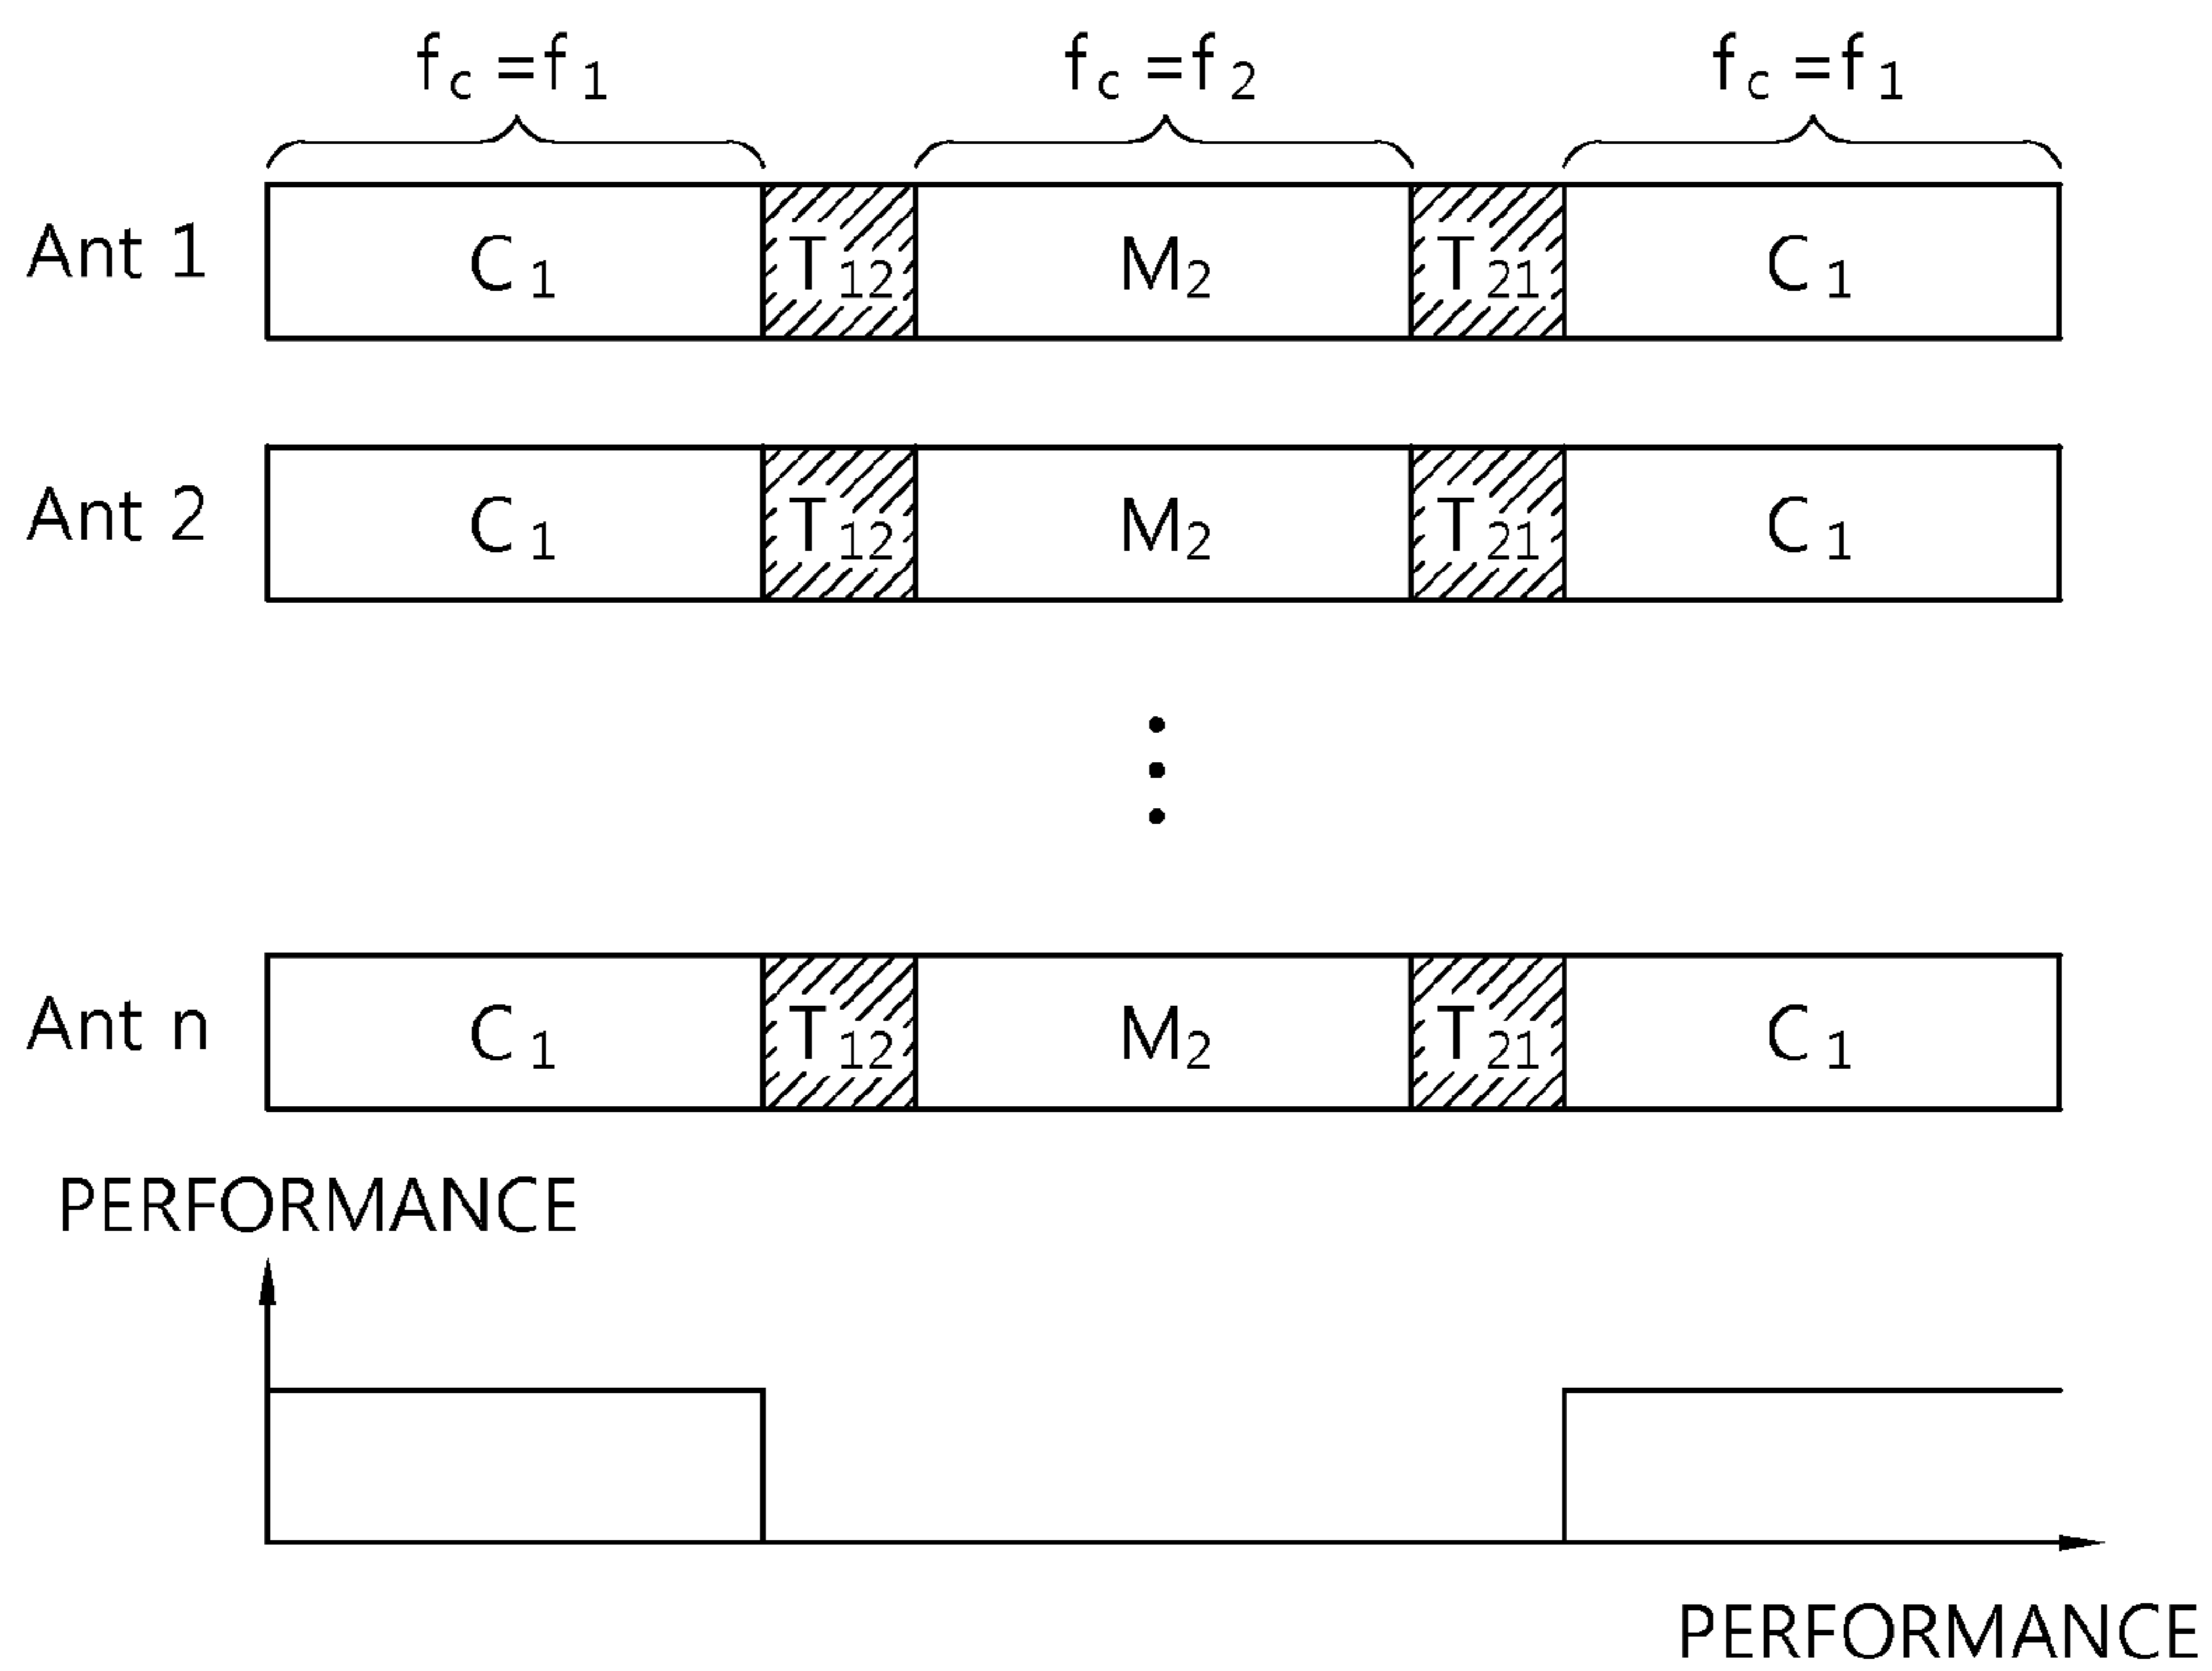 fc=f1 fc=f2 fc=f1
Ant 1 C1 T12 M2 T21 C1
Ant 2 C1 T12 M2 T21 C1
Ant n C1 T12 M2 T21 C1
PERFORMANCE
PERFORMANCE